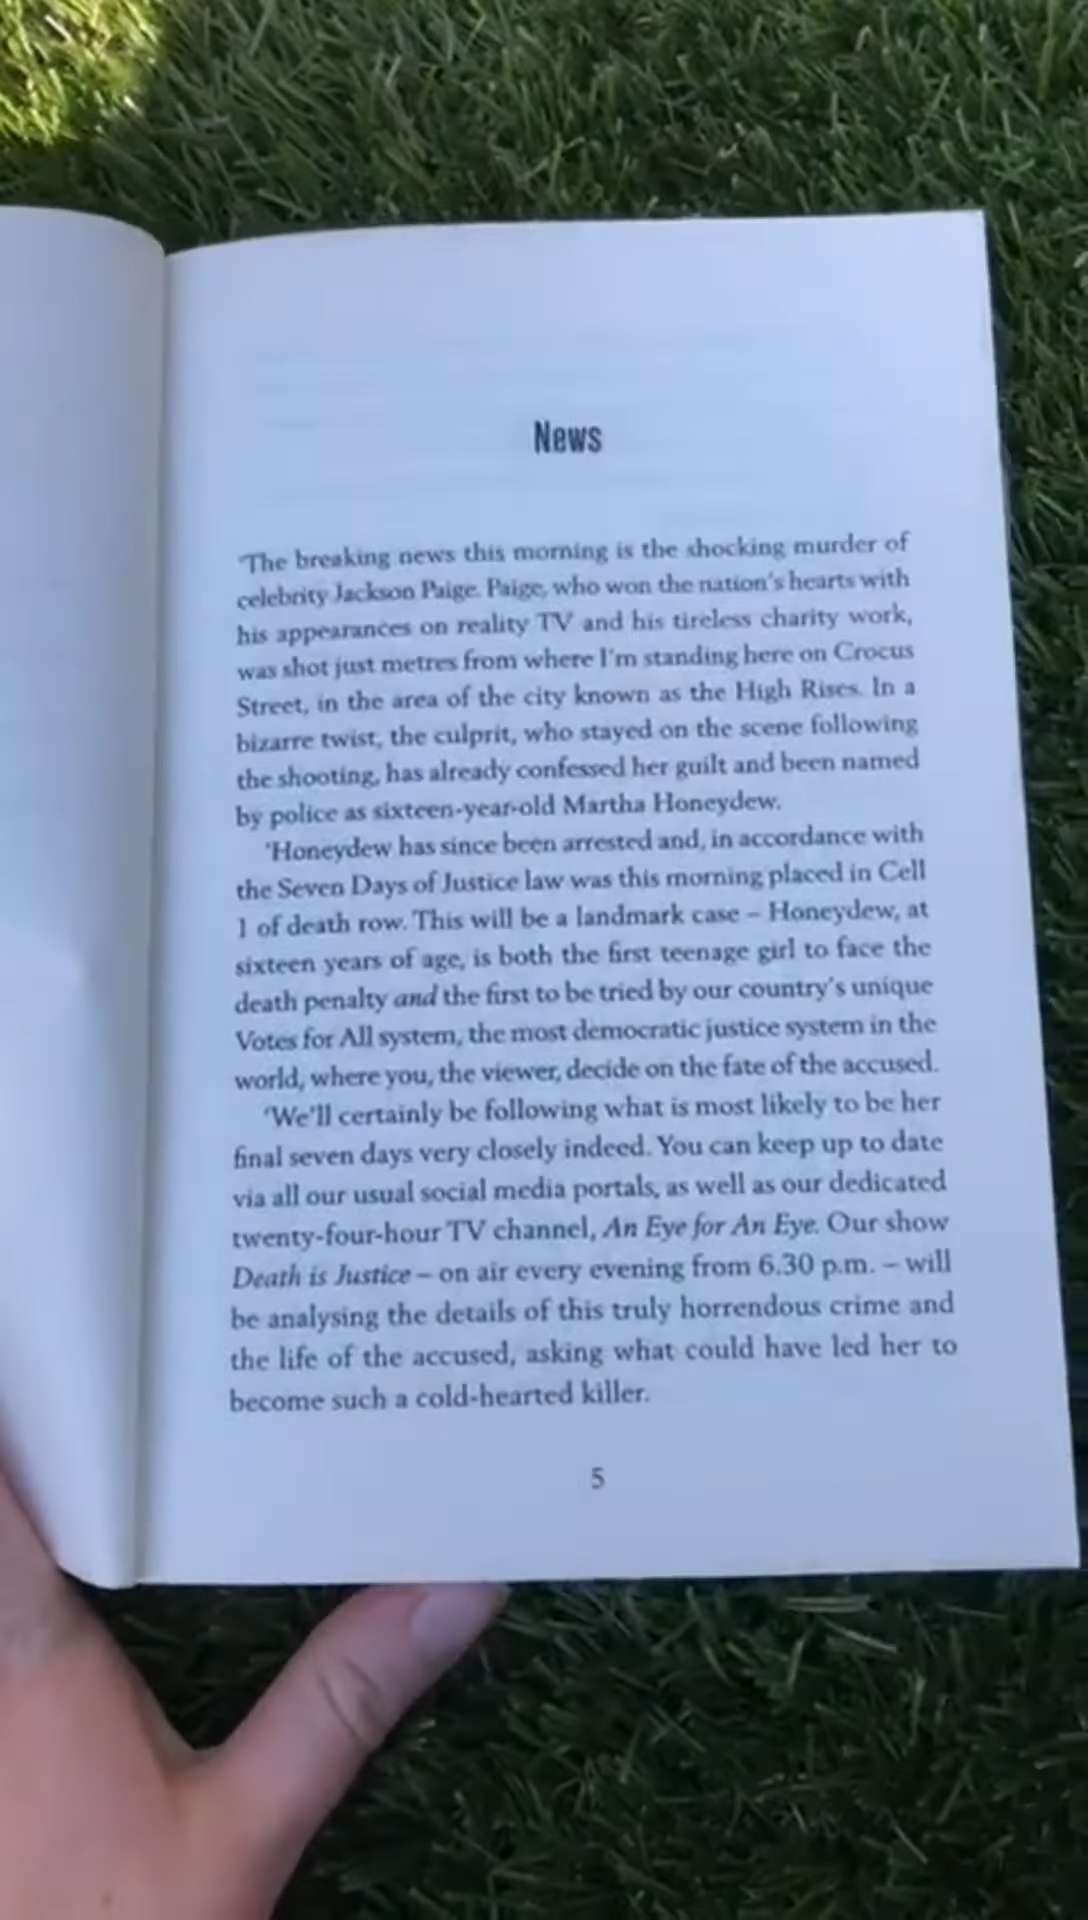 News
'The breaking news this morning is the shocking murder of
celebrity Jackson Paige. Paige, who won the nation's hearts with
his appearances on reality TV and his tireless charity work,
was shot just metres from where I'm standing here on Crocus
Street, in the area of the city known as the High Rises. In a
bizarre twist, the culprit, who stayed on the scene following
the shooting, has already confessed her guilt and been named
by police as sixteen-year-old Martha Honeydew.
'Honeydew has since been arrested and, in accordance with
the Seven Days of Justice law was this morning placed in Cell
1 of death row. This will be a landmark case – Honeydew, at
sixteen years of age, is both the first teenage girl to face the
death penalty and the first to be tried by our country's unique
Votes for All system, the most democratic justice system in the
world, where you, the viewer, decide on the fate of the accused.
'We'll certainly be following what is most likely to be her
final seven days very closely indeed. You can keep up to date
via all our usual social media portals, as well as our dedicated
twenty-four-hour TV channel, An Eye for An Eye. Our show
Death is Justice – on air every evening from 6.30 p.m. – will
be analysing the details of this truly horrendous crime and
the life of the accused, asking what could have led her to
become such a cold-hearted killer.
5